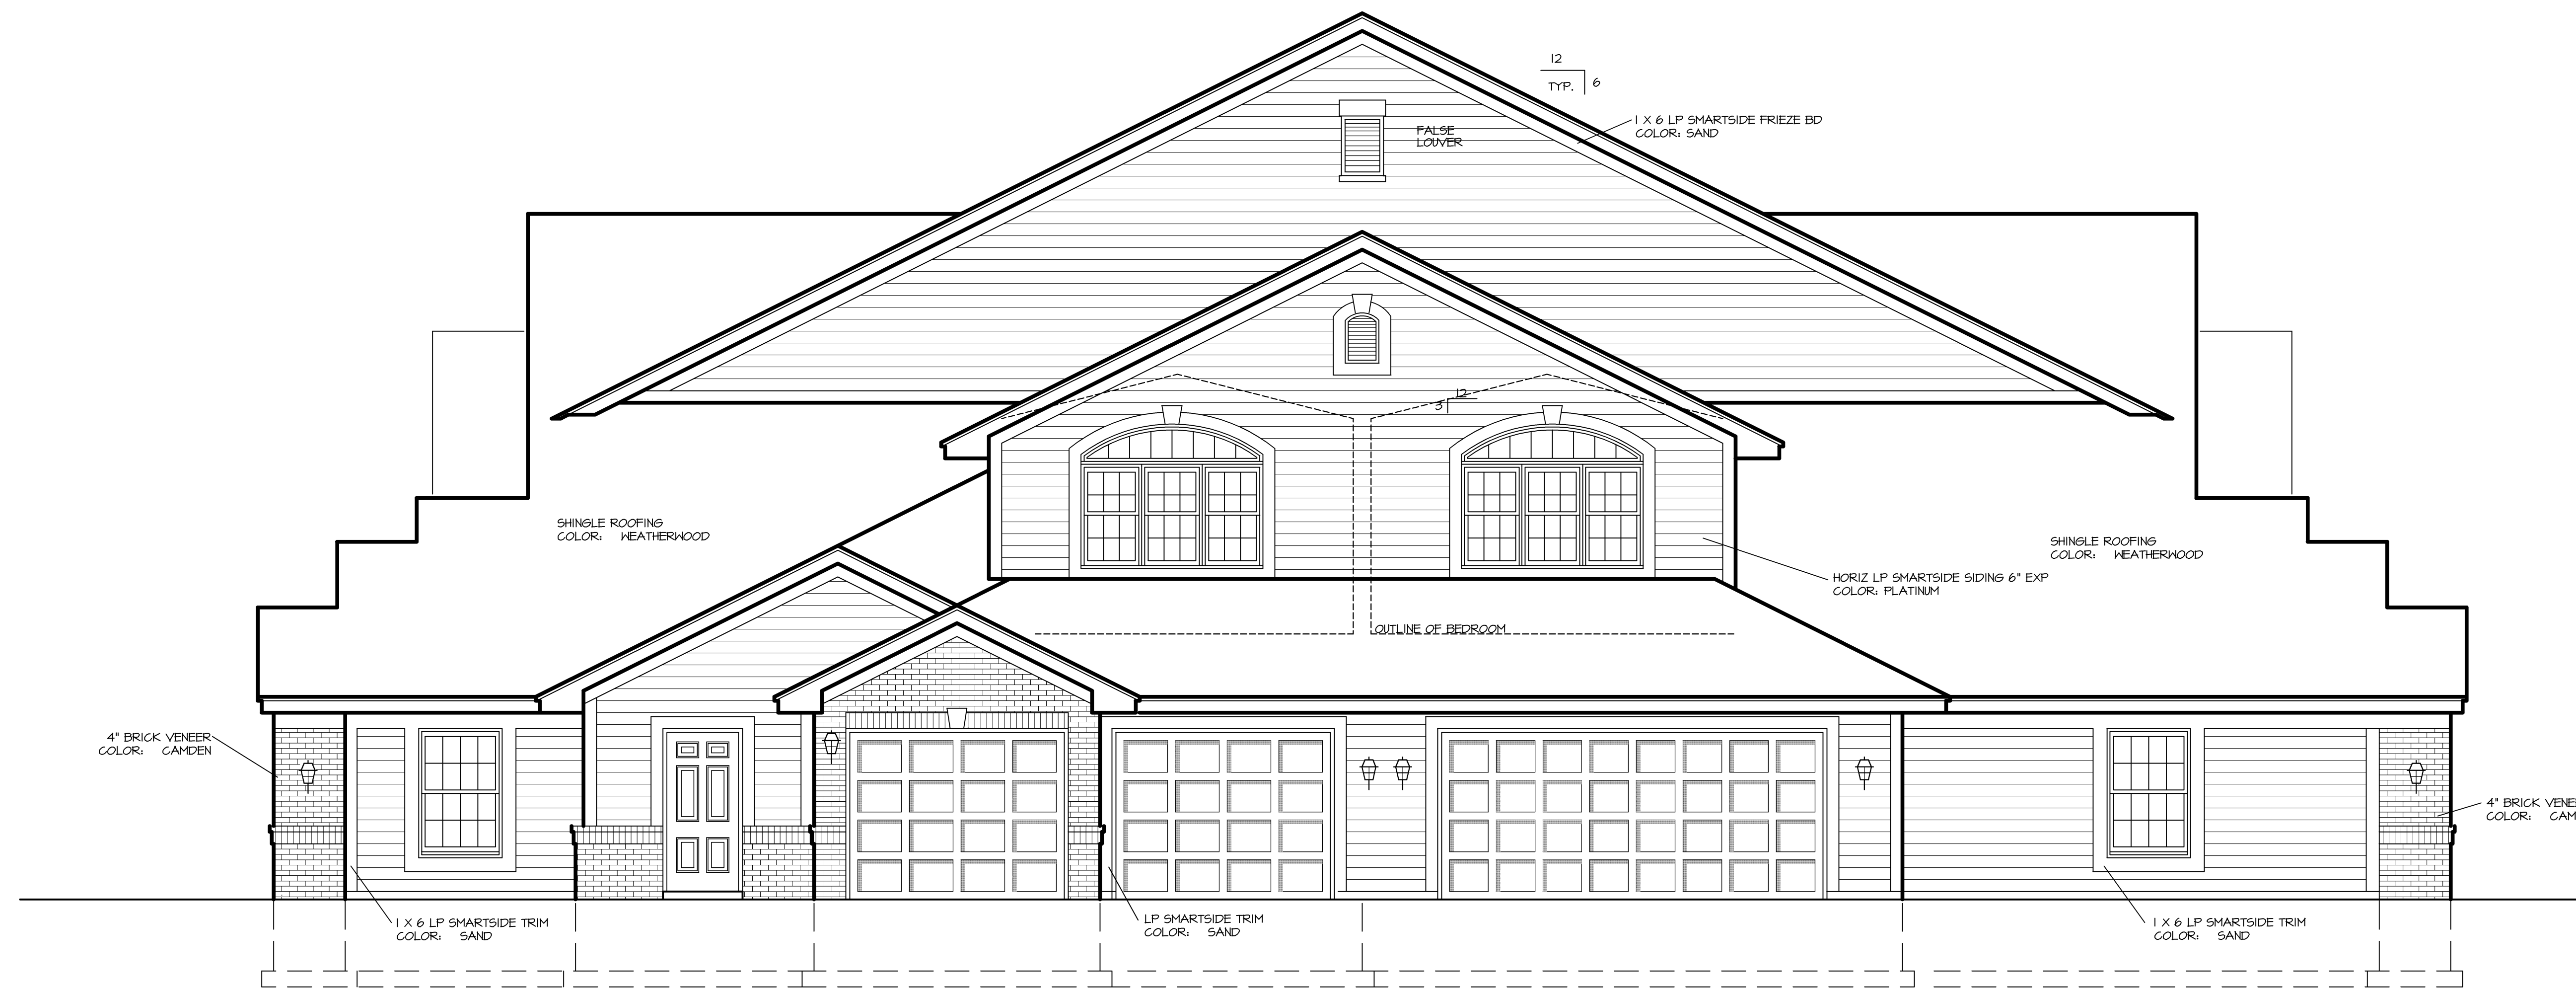 12
TYP. 6
1 X 6 LP SMARTSIDE FRIEZE BD
COLOR: SAND
FALSE
LOUVER
12
3
SHINGLE ROOFING
COLOR: WEATHERWOOD
SHINGLE ROOFING
COLOR: WEATHERWOOD
HORIZ LP SMARTSIDE SIDING 6" EXP
COLOR: PLATINUM
OUTLINE OF BEDROOM
4" BRICK VENEER
COLOR: CAMDEN
4" BRICK VENE
COLOR: CAM
1 X 6 LP SMARTSIDE TRIM
COLOR: SAND
LP SMARTSIDE TRIM
COLOR: SAND
1 X 6 LP SMARTSIDE TRIM
COLOR: SAND